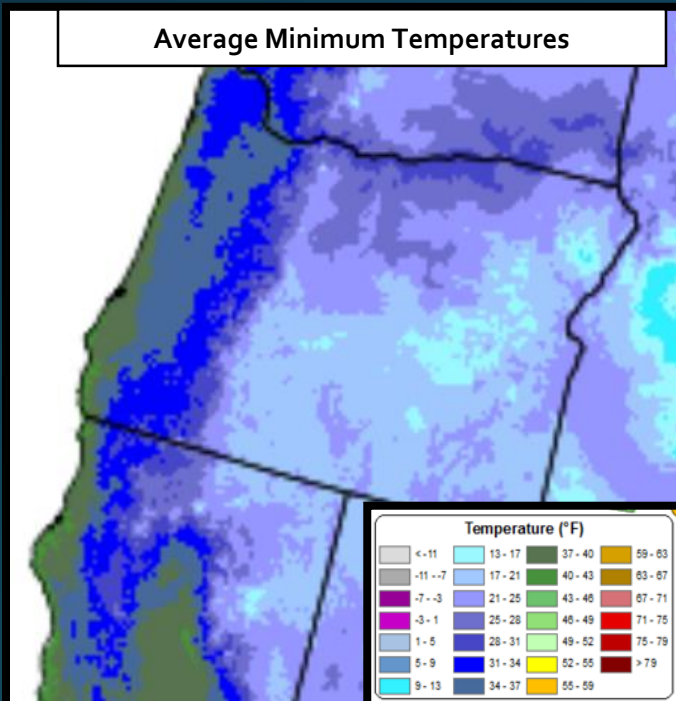 Average Minimum Temperatures
Temperature (°F)
< -11
-11 - -7
-7 - -3
-3 - 1
1 - 5
5 - 9
9 - 13
13 - 17
17 - 21
21 - 25
25 - 28
28 - 31
31 - 34
34 - 37
37 - 40
40 - 43
43 - 46
46 - 49
49 - 52
52 - 55
55 - 59
59 - 63
63 - 67
67 - 71
71 - 75
75 - 79
> 79